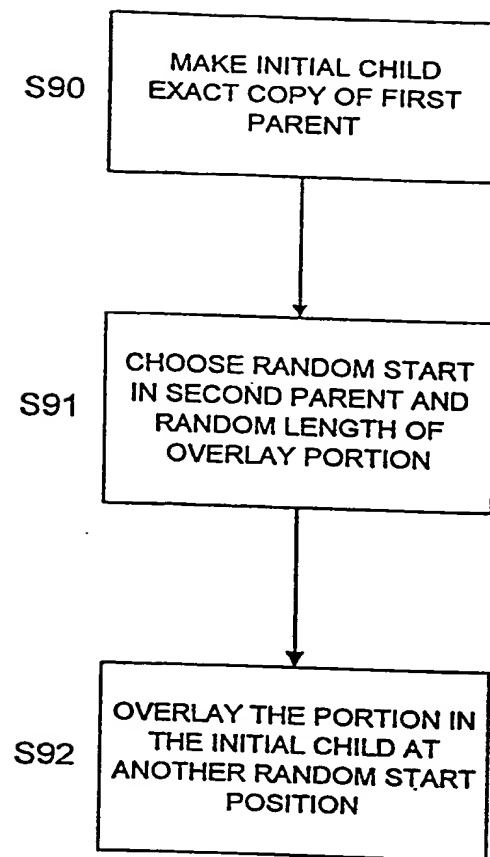 S90
MAKE INITIAL CHILD
EXACT COPY OF FIRST
PARENT
S91
CHOOSE RANDOM START
IN SECOND PARENT AND
RANDOM LENGTH OF
OVERLAY PORTION
S92
OVERLAY THE PORTION IN
THE INITIAL CHILD AT
ANOTHER RANDOM START
POSITION